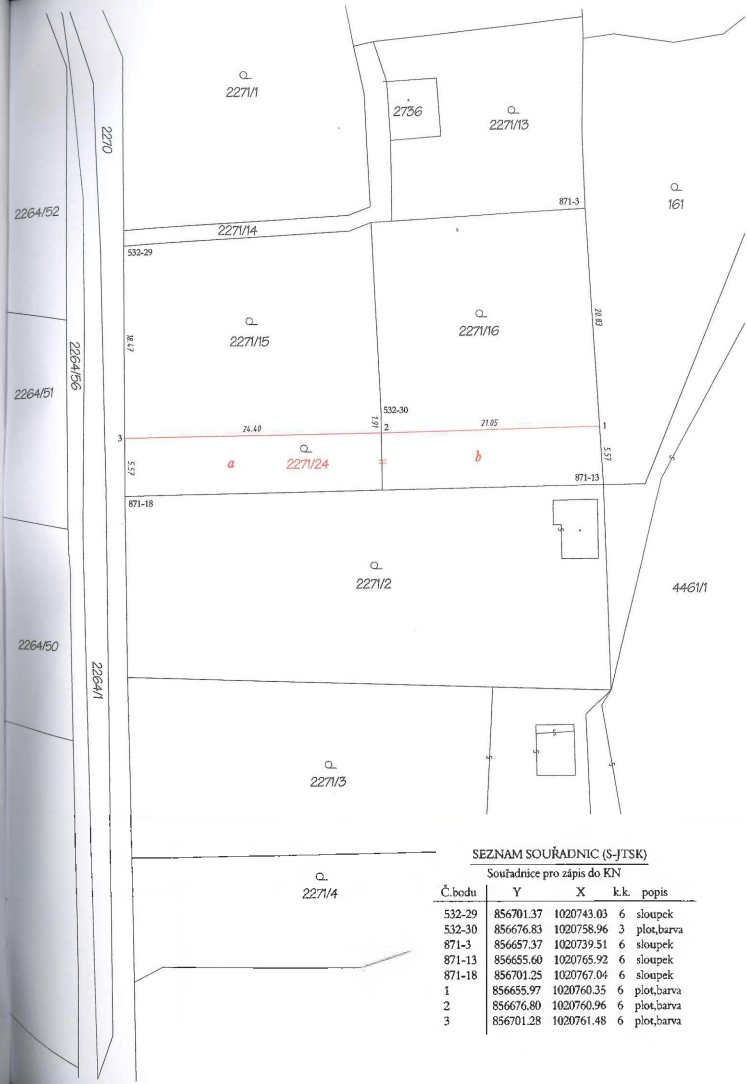 2271/1
2736
2271/13
2270
161
871-3
2264/52
2271/14
532-29
2271/15
2271/16
20.83
18.47
2264/56
2264/51
532-30
1.91
2
24.40
21.05
1
3
5.57
a
2271/24
b
5.57
871-13
871-18
2271/2
4461/1
2264/50
2264/1
2271/3
2271/4
SEZNAM SOUŘADNIC (S-JTSK)
Souřadnice pro zápis do KN
Č.bodu Y X k.k. popis
532-29 856701.37 1020743.03 6 sloupek
532-30 856676.83 1020758.96 3 plot,barva
871-3 856657.37 1020739.51 6 sloupek
871-13 856655.60 1020765.92 6 sloupek
871-18 856701.25 1020767.04 6 sloupek
1 856655.97 1020760.35 6 plot,barva
2 856676.80 1020760.96 6 plot,barva
3 856701.28 1020761.48 6 plot,barva